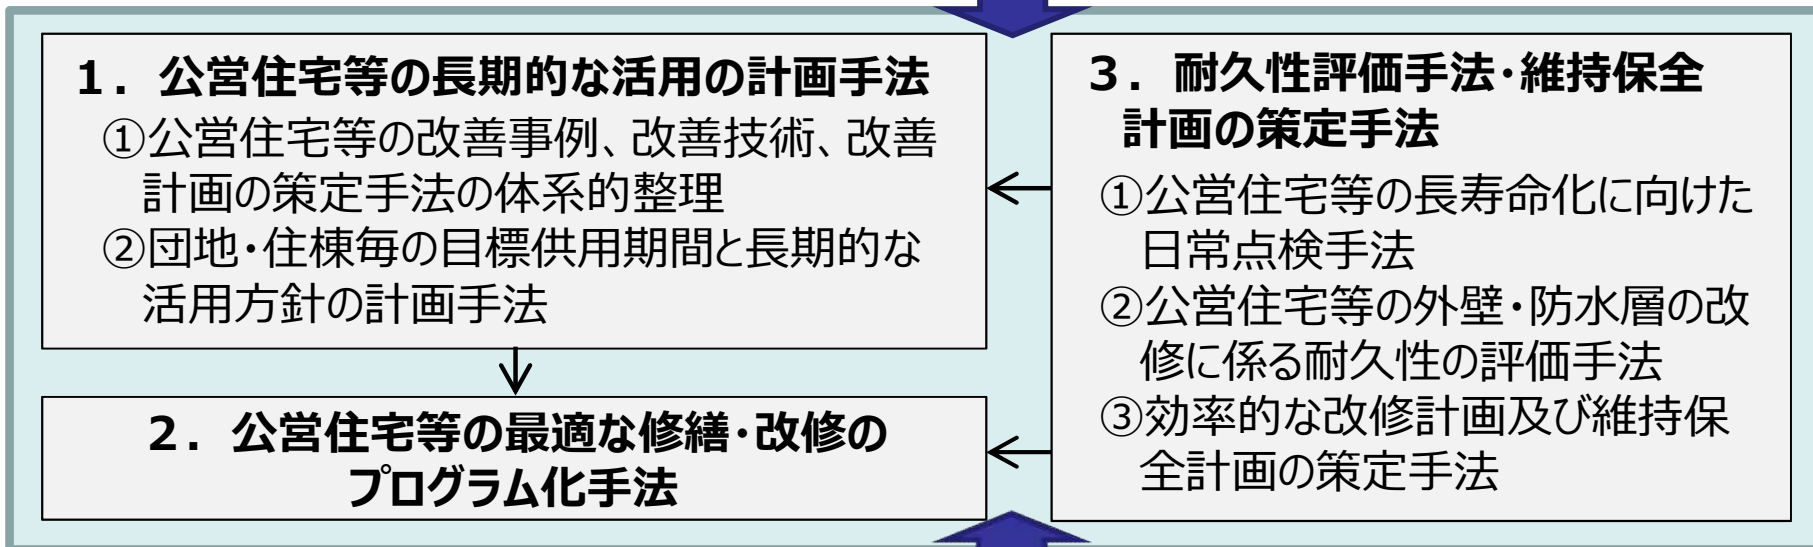 1．公営住宅等の長期的な活用の計画手法
①公営住宅等の改善事例、改善技術、改善
計画の策定手法の体系的整理
②団地・住棟毎の目標供用期間と長期的な
活用方針の計画手法
2．公営住宅等の最適な修繕・改修の
プログラム化手法
3．耐久性評価手法・維持保全
計画の策定手法
①公営住宅等の長寿命化に向けた
日常点検手法
②公営住宅等の外壁・防水層の改
修に係る耐久性の評価手法
③効率的な改修計画及び維持保
全計画の策定手法